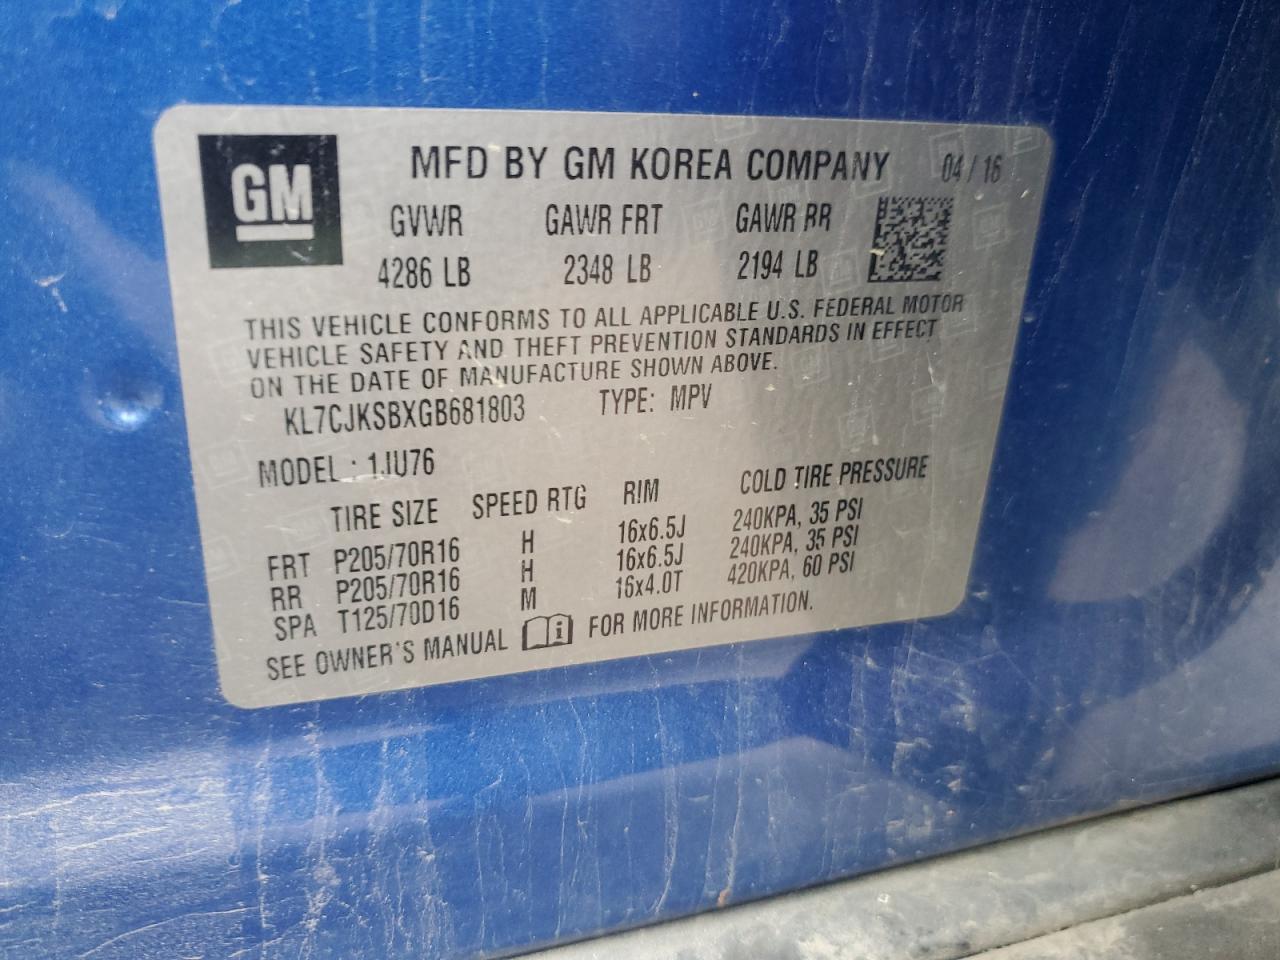 GM
MFD BY GM KOREA COMPANY 04 / 16
GVWR GAWR FRT GAWR RR
4286 LB 2348 LB 2194 LB
THIS VEHICLE CONFORMS TO ALL APPLICABLE U.S. FEDERAL MOTOR
VEHICLE SAFETY AND THEFT PREVENTION STANDARDS IN EFFECT
ON THE DATE OF MANUFACTURE SHOWN ABOVE.
KL7CJKSBXGB681803 TYPE: MPV
MODEL : 1JU76
TIRE SIZE SPEED RTG RIM COLD TIRE PRESSURE
FRT P205/70R16 H 16x6.5J 240KPA, 35 PSI
RR P205/70R16 H 16x6.5J 240KPA, 35 PSI
SPA T125/70D16 M 16x4.0T 420KPA, 60 PSI
SEE OWNER'S MANUAL i FOR MORE INFORMATION.